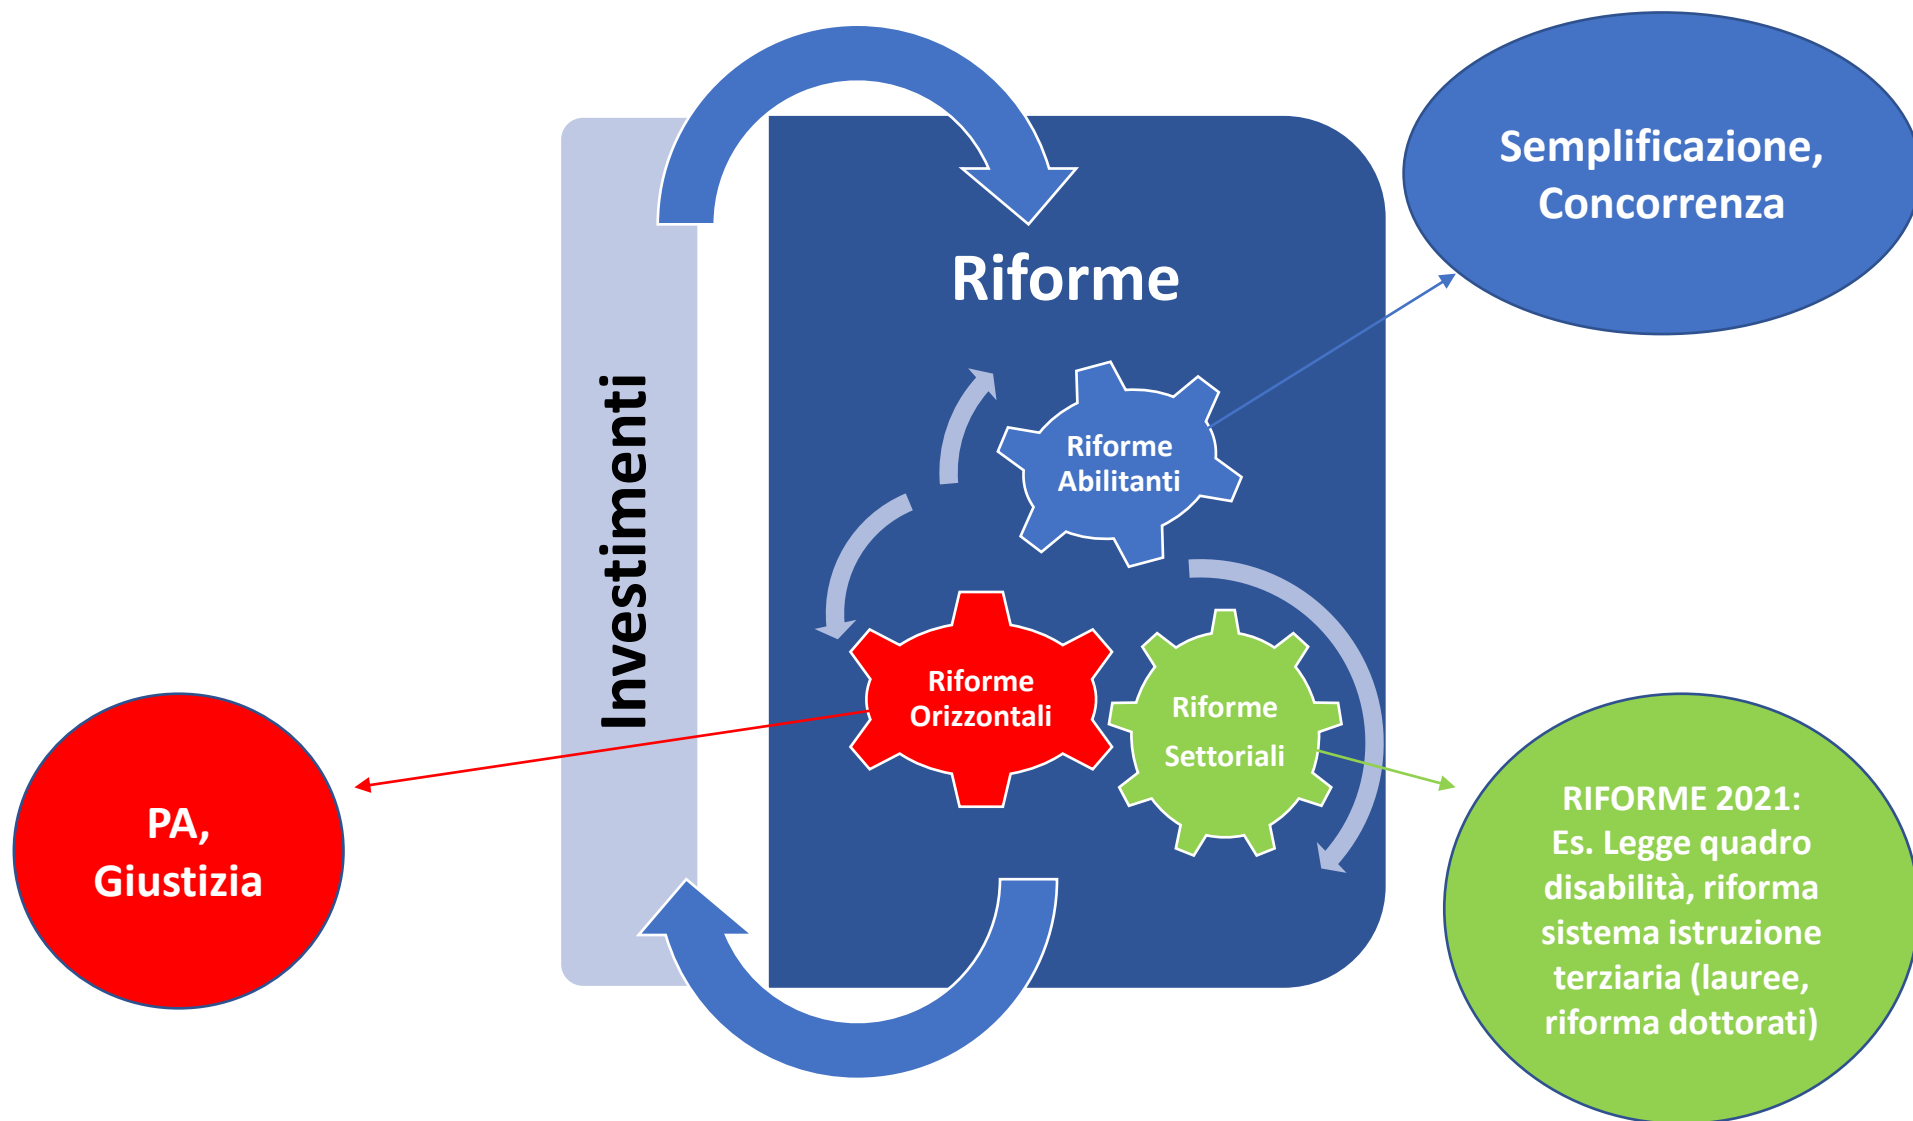 Semplificazione,
Concorrenza
Riforme
Investimenti
Riforme
Abilitanti
Riforme
Orizzontali
Riforme
Settoriali
PA,
Giustizia
RIFORME 2021:
Es. Legge quadro
disabilità, riforma
sistema istruzione
terziaria (lauree,
riforma dottorati)